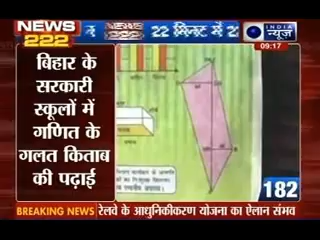 NEWS
222
22 मिनट में 2
INDIA
न्यूज़
09:17
बिहार के
सरकारी
स्कूलों में
गणित के
गलत किताब
की पढ़ाई
182
BREAKING NEWS रेलवे के आधुनिकीकरण योजना का ऐलान संभव